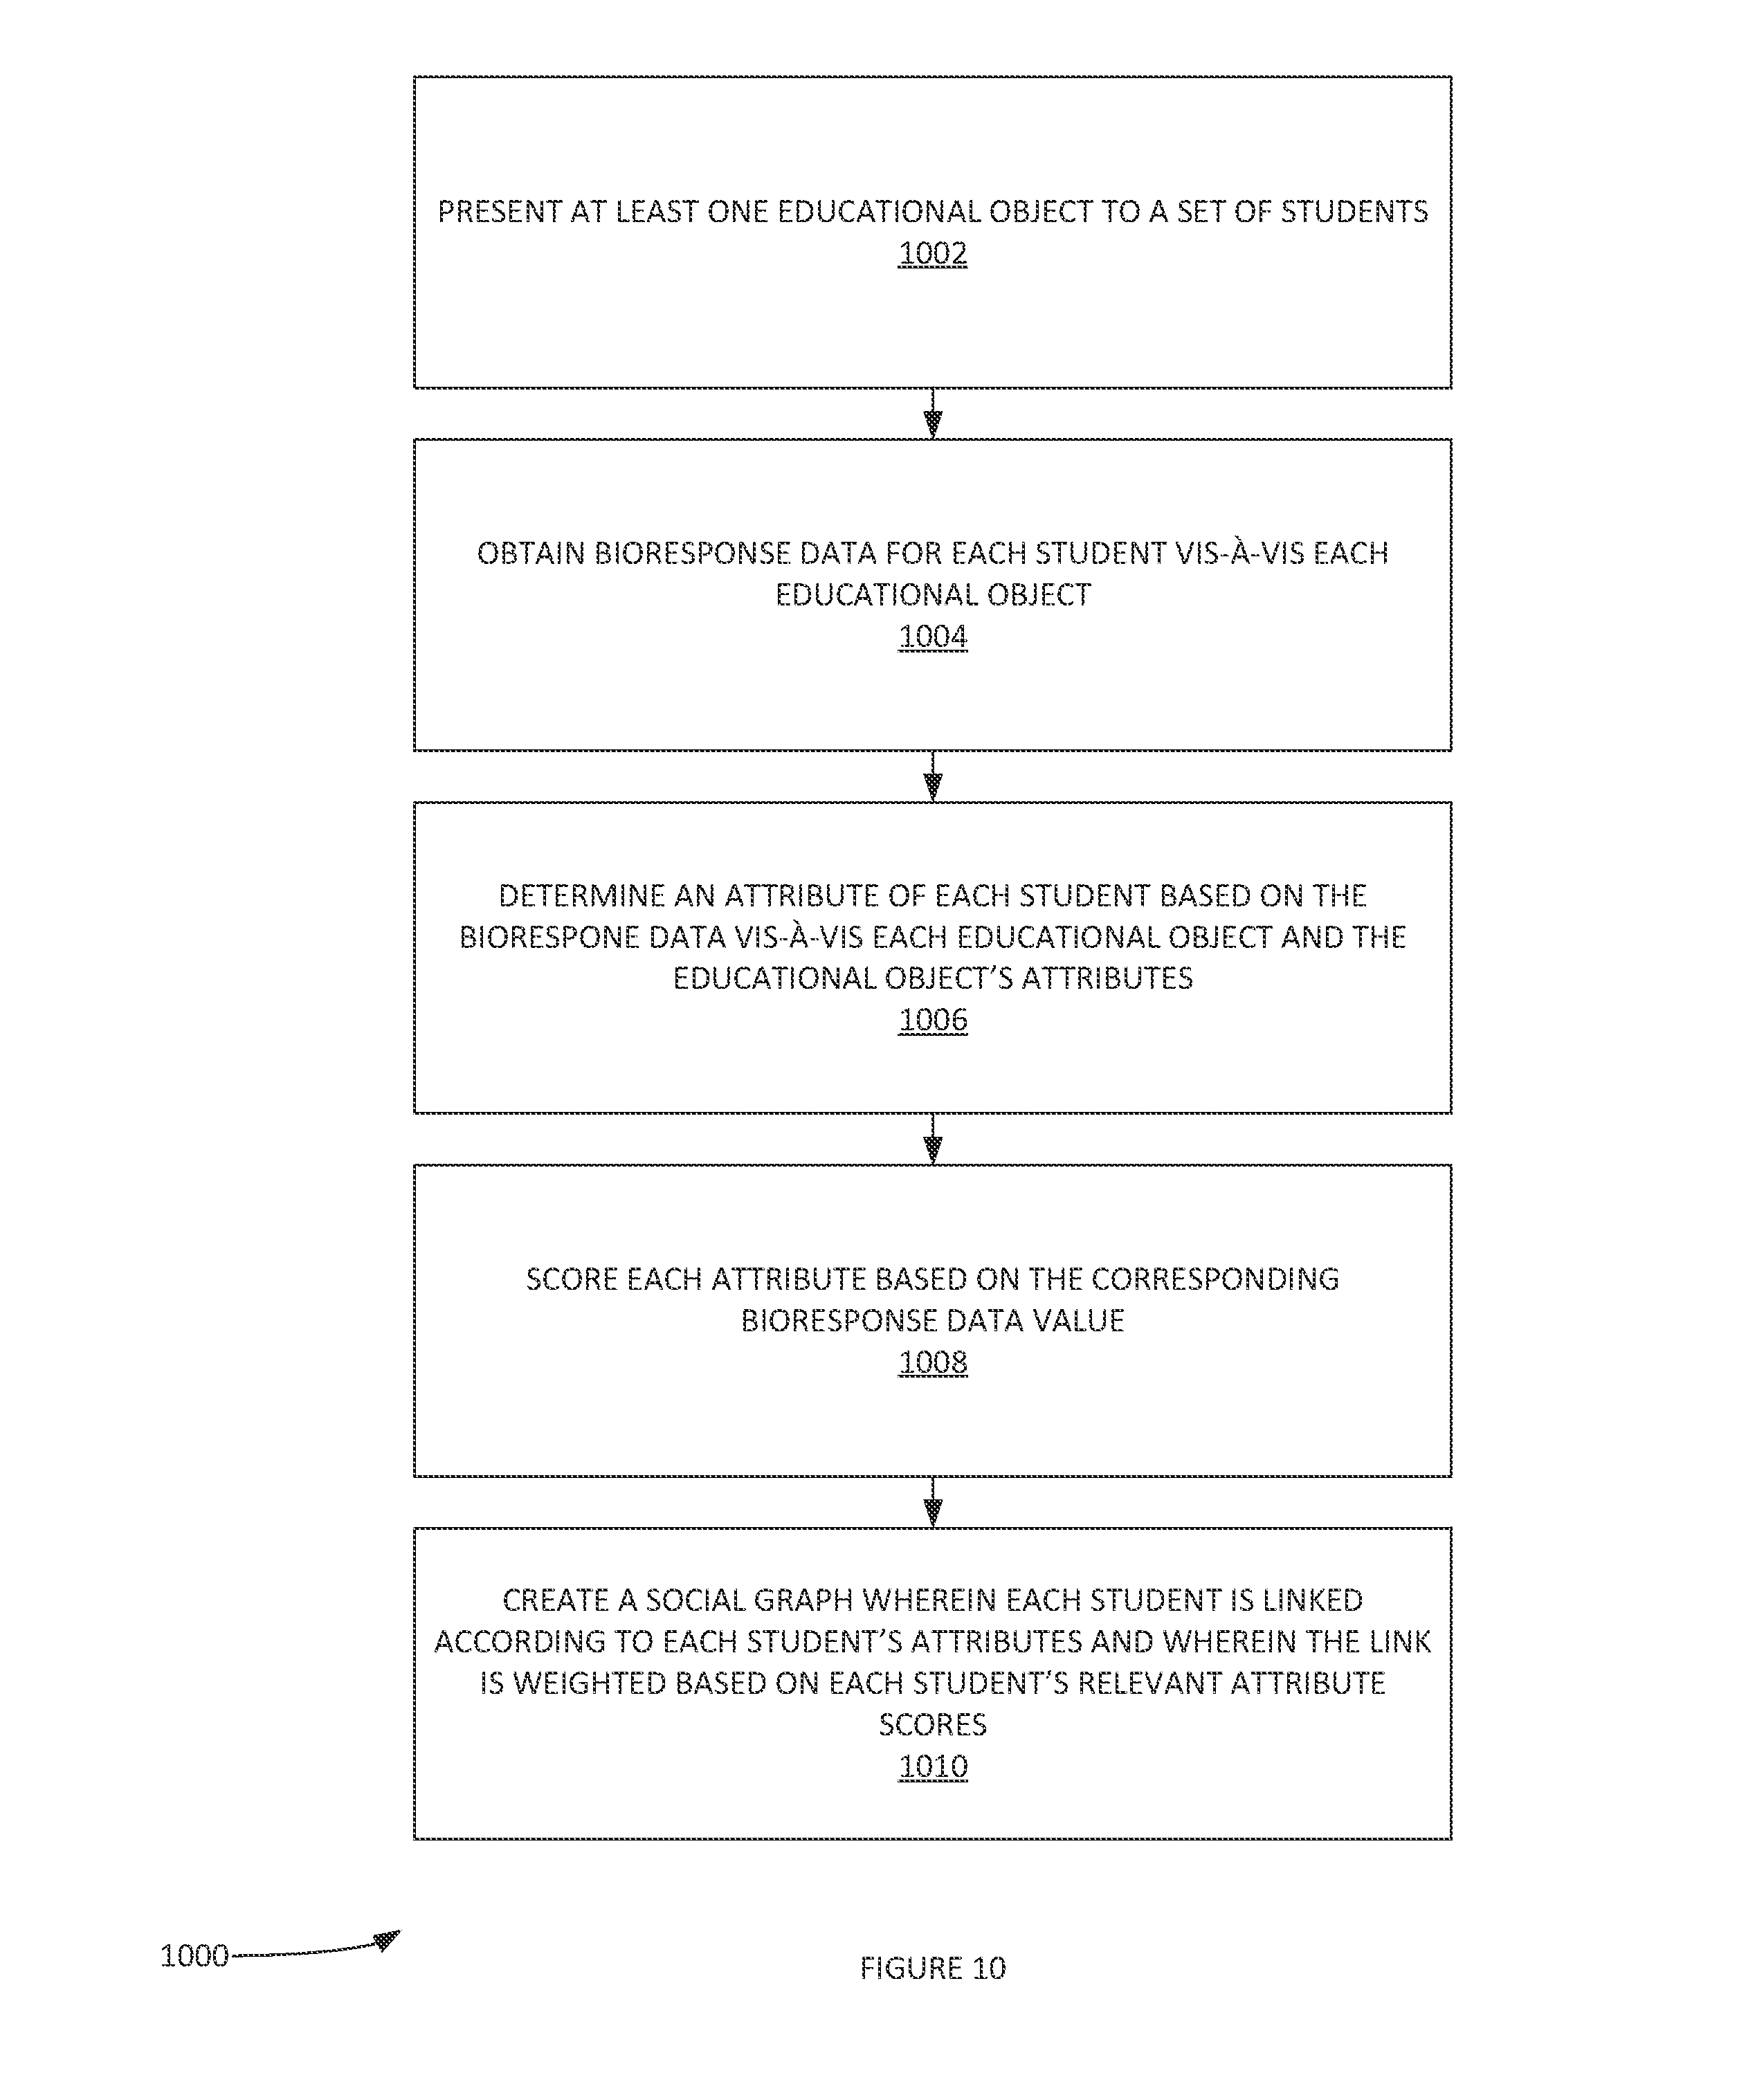 PRESENT AT LEAST ONE EDUCATIONAL OBJECT TO A SET OF STUDENTS
1002
OBTAIN BIORESPONSE DATA FOR EACH STUDENT VIS-À-VIS EACH
EDUCATIONAL OBJECT
1004
DETERMINE AN ATTRIBUTE OF EACH STUDENT BASED ON THE
BIORESPONE DATA VIS-À-VIS EACH EDUCATIONAL OBJECT AND THE
EDUCATIONAL OBJECT'S ATTRIBUTES
1006
SCORE EACH ATTRIBUTE BASED ON THE CORRESPONDING
BIORESPONSE DATA VALUE
1008
CREATE A SOCIAL GRAPH WHEREIN EACH STUDENT IS LINKED
ACCORDING TO EACH STUDENT'S ATTRIBUTES AND WHEREIN THE LINK
IS WEIGHTED BASED ON EACH STUDENT'S RELEVANT ATTRIBUTE
SCORES
1010
1000
FIGURE 10